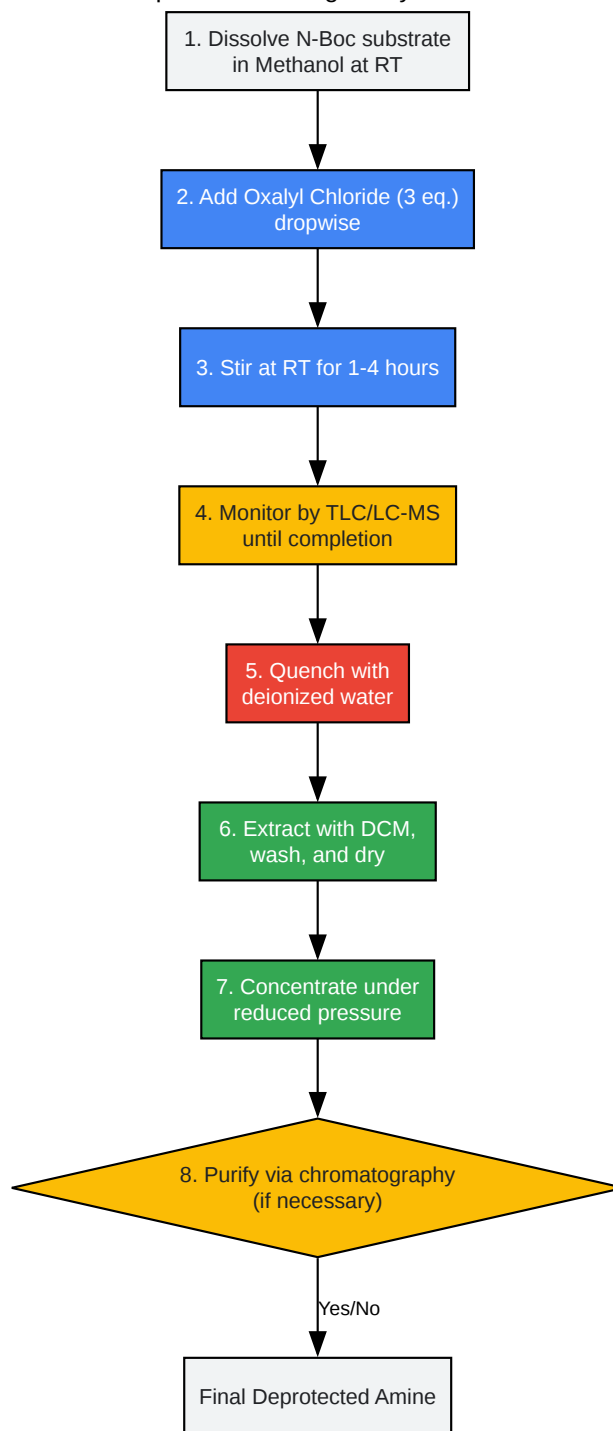 1. Dissolve N-Boc substrate
in Methanol at RT
2. Add Oxalyl Chloride (3 eq.)
dropwise
3. Stir at RT for 1-4 hours
4. Monitor by TLC/LC-MS
until completion
5. Quench with
deionized water
6. Extract with DCM,
wash, and dry
7. Concentrate under
reduced pressure
8. Purify via chromatography
(if necessary)
Yes/No
Final Deprotected Amine